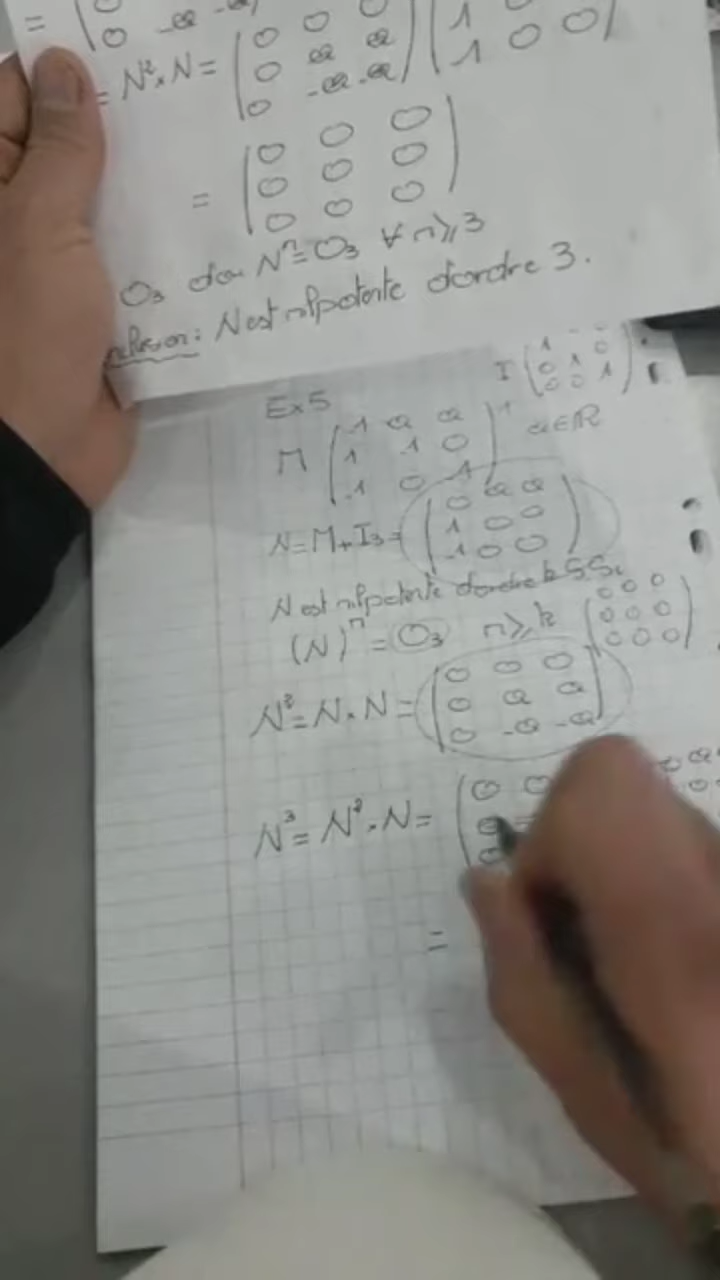 = ( 0 -a -a )
= N².N = ( 0 0 0 ) ( 1
0 a a 1 0 0
0 -a -a )
= ( 0 0 0
0 0 0
0 0 0 )
O₃ donc Nⁿ = O₃ ∀ n ≥ 3
nclusion: N est nilpotente d'ordre 3.
Ex 5
I ( 1 0
0 1 0
0 0 1 )
M ( -1 a a
1 -1 0 a ∈ ℝ
-1 0 -1 )
N = M + I₃ = ( 0 a a
1 0 0
-1 0 0 )
N est nilpotente d'ordre k SSi
(N)ⁿ = O₃ n ≥ k ( 0 0 0
0 0 0
0 0 0 )
N² = N . N = ( 0 0 0
0 a a
0 -a -a )
N³ = N² . N = ( 0 0
0
=